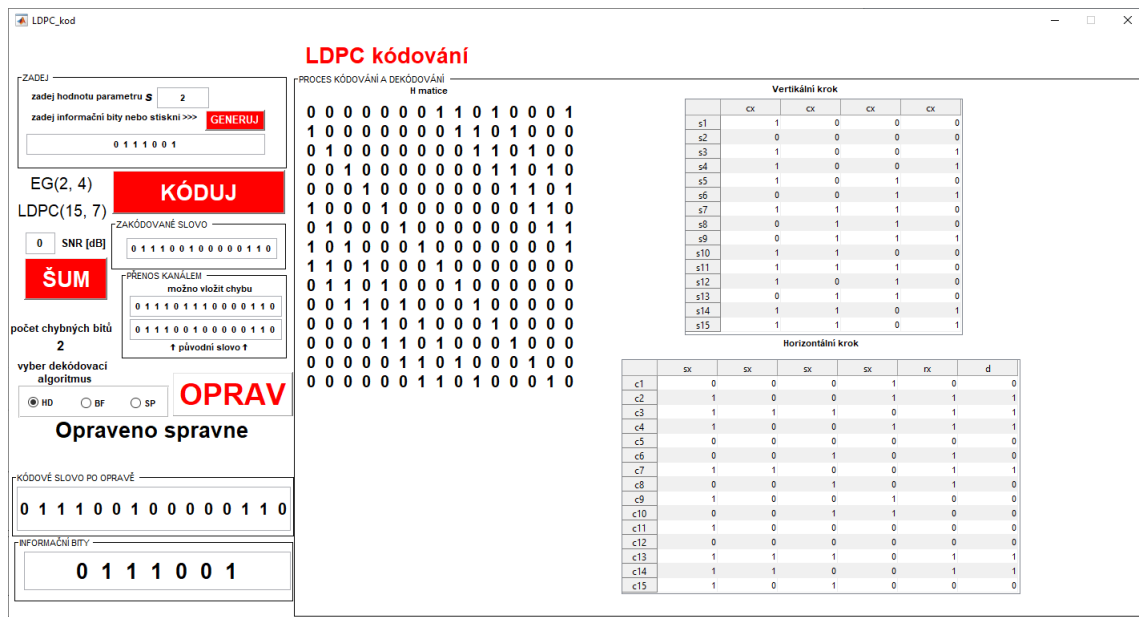 LDPC_kod
LDPC kódování
ZADEJ
zadej hodnotu parametru s 2
zadej informační bity nebo stiskni >>> GENERUJ
0 1 1 1 0 0 1
EG(2, 4)
LDPC(15, 7)
KÓDUJ
ZAKÓDOVANÉ SLOVO
0 1 1 1 0 0 1 0 0 0 0 0 1 1 0
0 SNR [dB]
ŠUM
PŘENOS KANÁLEM
možno vložit chybu
0 1 1 1 0 1 1 1 0 0 0 0 1 1 0
0 1 1 1 0 0 1 0 0 0 0 0 1 1 0
↑ původní slovo ↑
počet chybných bitů
2
vyber dekódovací
algoritmus
HD BF SP
OPRAV
Opraveno spravne
KÓDOVÉ SLOVO PO OPRAVĚ
0 1 1 1 0 0 1 0 0 0 0 0 1 1 0
INFORMAČNÍ BITY
0 1 1 1 0 0 1
PROCES KÓDOVÁNÍ A DEKÓDOVÁNÍ
H matice
0 0 0 0 0 0 0 1 1 0 1 0 0 0 1
1 0 0 0 0 0 0 0 1 1 0 1 0 0 0
0 1 0 0 0 0 0 0 0 1 1 0 1 0 0
0 0 1 0 0 0 0 0 0 0 1 1 0 1 0
0 0 0 1 0 0 0 0 0 0 0 1 1 0 1
1 0 0 0 1 0 0 0 0 0 0 0 1 1 0
0 1 0 0 0 1 0 0 0 0 0 0 0 1 1
1 0 1 0 0 0 1 0 0 0 0 0 0 0 1
1 1 0 1 0 0 0 1 0 0 0 0 0 0 0
0 1 1 0 1 0 0 0 1 0 0 0 0 0 0
0 0 1 1 0 1 0 0 0 1 0 0 0 0 0
0 0 0 1 1 0 1 0 0 0 1 0 0 0 0
0 0 0 0 1 1 0 1 0 0 0 1 0 0 0
0 0 0 0 0 1 1 0 1 0 0 0 1 0 0
0 0 0 0 0 0 1 1 0 1 0 0 0 1 0
Vertikální krok
cx cx cx cx
s1 1 0 0 0
s2 0 0 0 0
s3 1 0 0 1
s4 1 0 0 1
s5 1 0 1 0
s6 0 0 1 1
s7 1 1 1 0
s8 0 1 1 0
s9 0 1 1 1
s10 1 1 0 0
s11 1 1 1 0
s12 1 0 1 0
s13 0 1 1 0
s14 1 1 0 1
s15 1 1 0 1
Horizontální krok
sx sx sx sx rx d
c1 0 0 0 1 0 0
c2 1 0 0 1 1 1
c3 1 1 1 0 1 1
c4 1 0 0 1 1 1
c5 0 0 0 0 0 0
c6 0 0 1 0 1 0
c7 1 1 0 0 1 1
c8 0 0 1 0 1 0
c9 1 0 0 1 0 0
c10 0 0 1 1 0 0
c11 1 0 0 0 0 0
c12 0 0 0 0 0 0
c13 1 1 1 0 1 1
c14 1 1 0 0 1 1
c15 1 0 1 0 0 0